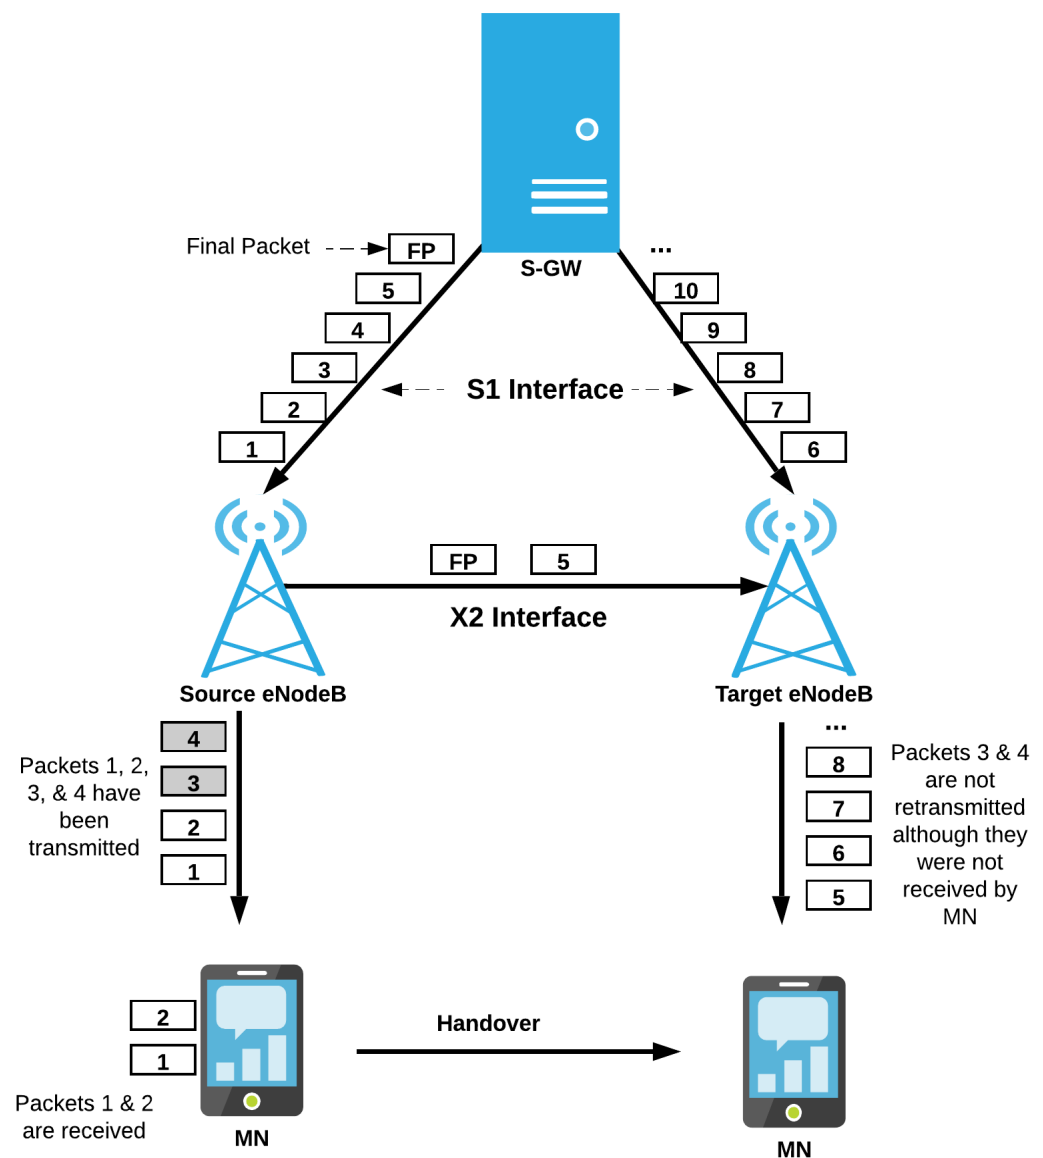 Final Packet
FP
...
S-GW
5
10
4
9
3
8
S1 Interface
2
7
1
6
FP
5
X2 Interface
Source eNodeB
Target eNodeB
4
3
2
1
Packets 1, 2,
3, & 4 have
been
transmitted
...
8
7
6
5
Packets 3 & 4
are not
retransmitted
although they
were not
received by
MN
2
1
Packets 1 & 2
are received
MN
Handover
MN